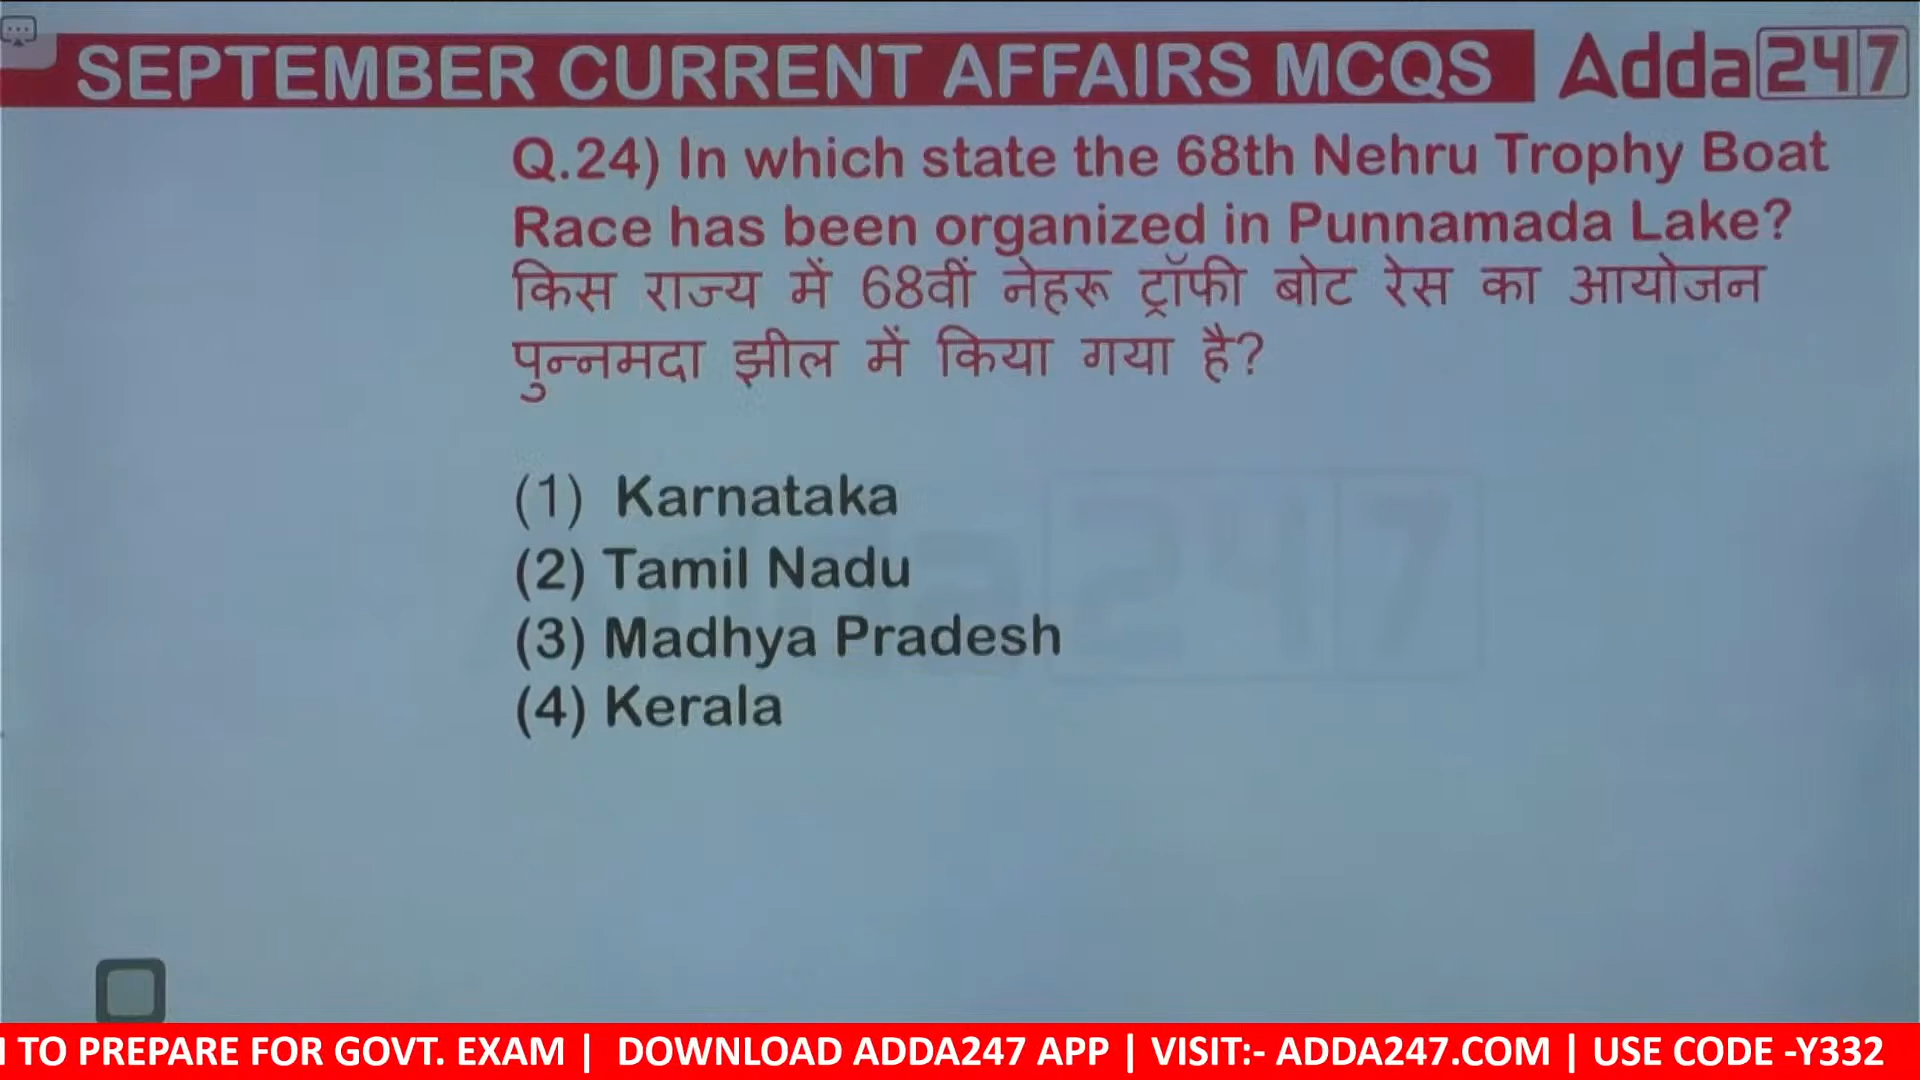 SEPTEMBER CURRENT AFFAIRS MCQS
Adda247
Q.24) In which state the 68th Nehru Trophy Boat
Race has been organized in Punnamada Lake?
किस राज्य में 68वीं नेहरू ट्रॉफी बोट रेस का आयोजन
पुन्नमदा झील में किया गया है?
(1) Karnataka
(2) Tamil Nadu
(3) Madhya Pradesh
(4) Kerala
Adda247
TO PREPARE FOR GOVT. EXAM | DOWNLOAD ADDA247 APP | VISIT:- ADDA247.COM | USE CODE -Y332